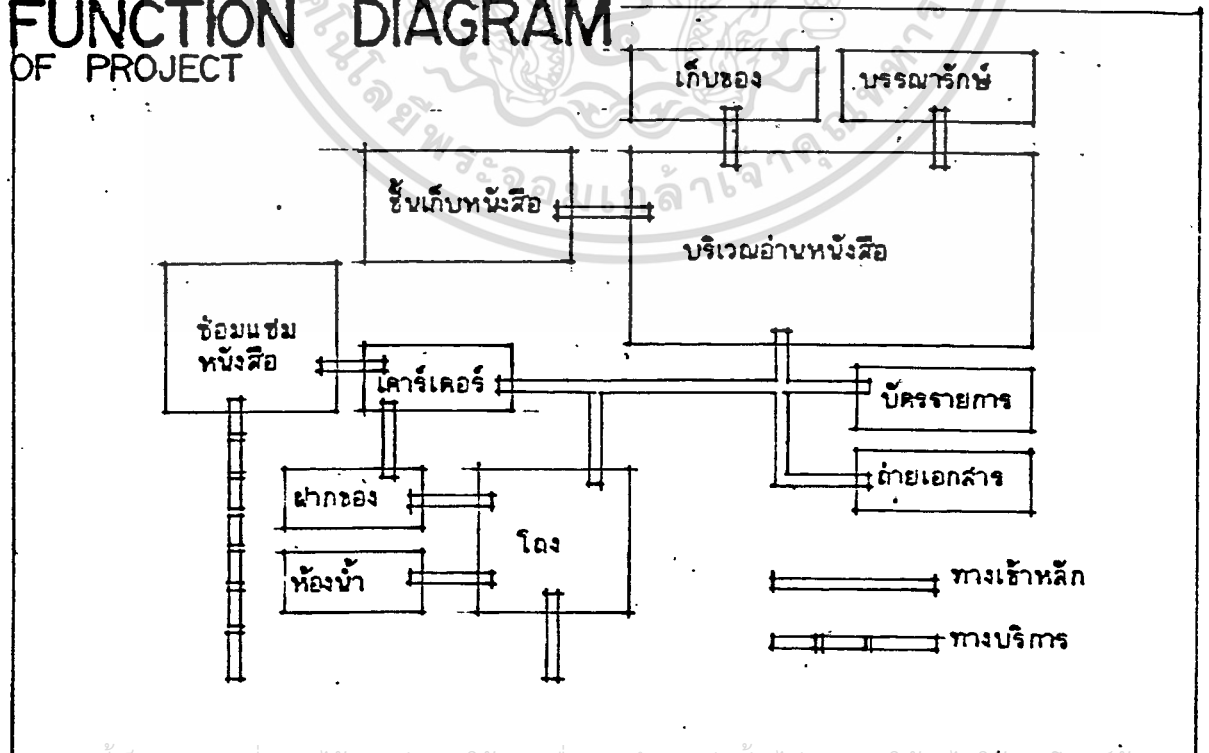 FUNCTION DIAGRAM
OF PROJECT
เก็บของ
บรรณารักษ์
ชั้นเก็บหนังสือ
บริเวณอ่านหนังสือ
ซ่อมแซม
หนังสือ
เคาร์เตอร์
บัตรรายการ
ถ่ายเอกสาร
ฝากของ
โถง
ห้องน้ำ
ทางเข้าหลัก
ทางบริการ